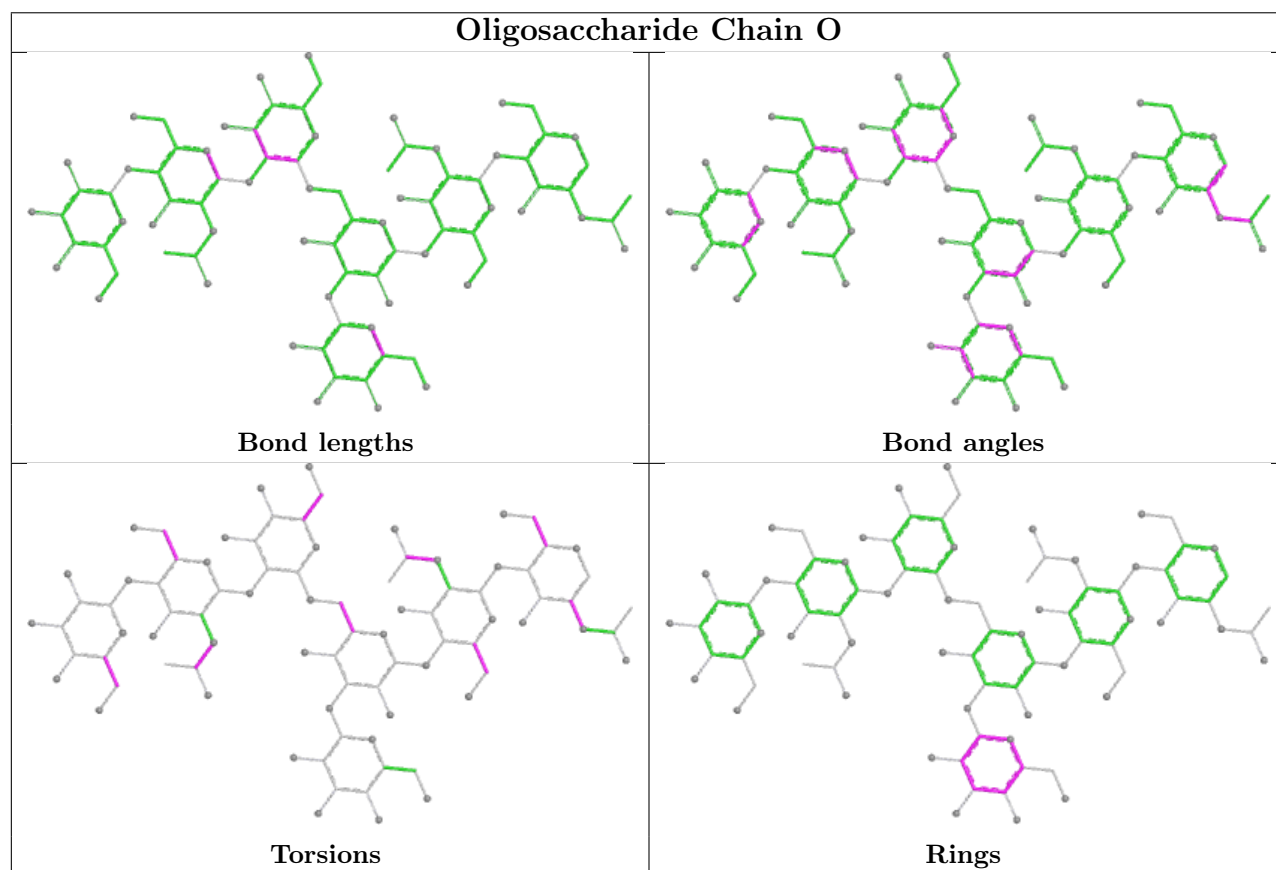 Oligosaccharide Chain O
Bond lengths
Bond angles
Torsions
Rings